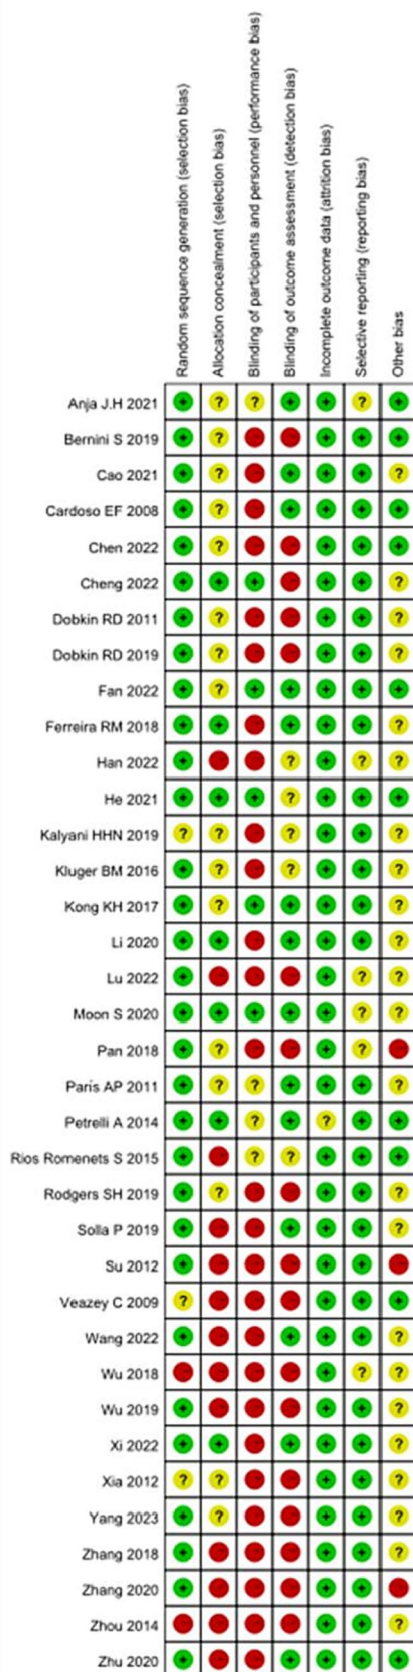 Random sequence generation (selection bias)
Allocation concealment (selection bias)
Blinding of participants and personnel (performance bias)
Blinding of outcome assessment (detection bias)
Incomplete outcome data (attrition bias)
Selective reporting (reporting bias)
Other bias
Anja J.H 2021 + ? ? + + ? +
Bernini S 2019 + ? - - + + +
Cao 2021 + ? - + + + ?
Cardoso EF 2008 + ? - + + + +
Chen 2022 + ? - - + + +
Cheng 2022 + + + - + + ?
Dobkin RD 2011 + ? - - + + ?
Dobkin RD 2019 + ? - - + + ?
Fan 2022 + ? + + + + +
Ferreira RM 2018 + + - + + + ?
Han 2022 + - - ? + ? ?
He 2021 + + + ? + + +
Kalyani HHN 2019 ? ? - ? + + ?
Kluger BM 2016 + ? - ? + + ?
Kong KH 2017 + ? + + + + ?
Li 2020 + + - + + + ?
Lu 2022 + - - - + ? ?
Moon S 2020 + + + + + ? ?
Pan 2018 + ? - - + ? -
París AP 2011 + ? ? + + + ?
Petrelli A 2014 + + ? + ? + +
Rios Romenets S 2015 + - ? ? + + +
Rodgers SH 2019 + ? - - + + ?
Solla P 2019 + - - + + + ?
Su 2012 + - - - + + -
Veazey C 2009 ? - - - + + +
Wang 2022 + - - + + + ?
Wu 2018 - - - - + ? ?
Wu 2019 + - - - + + ?
Xi 2022 + + - + + + ?
Xia 2012 ? ? - - + + ?
Yang 2023 + ? - - + + ?
Zhang 2018 + - - - + + ?
Zhang 2020 + - - - + + -
Zhou 2014 - - - - + + ?
Zhu 2020 + - - + + + +